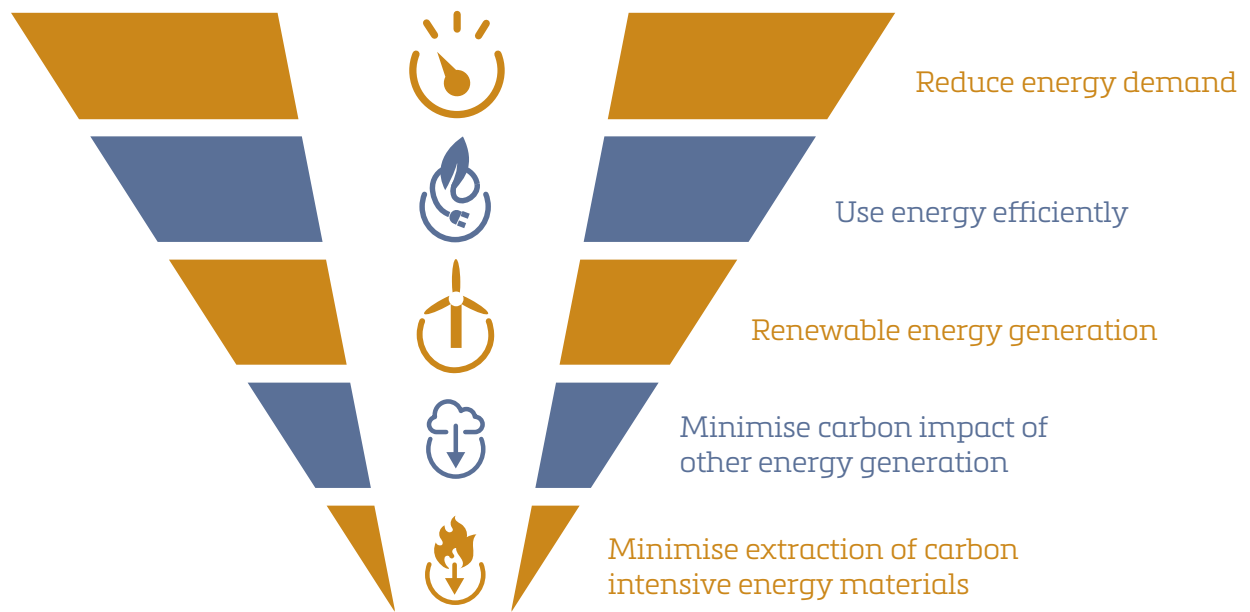 Reduce energy demand
Use energy efficiently
Renewable energy generation
Minimise carbon impact of
other energy generation
Minimise extraction of carbon
intensive energy materials